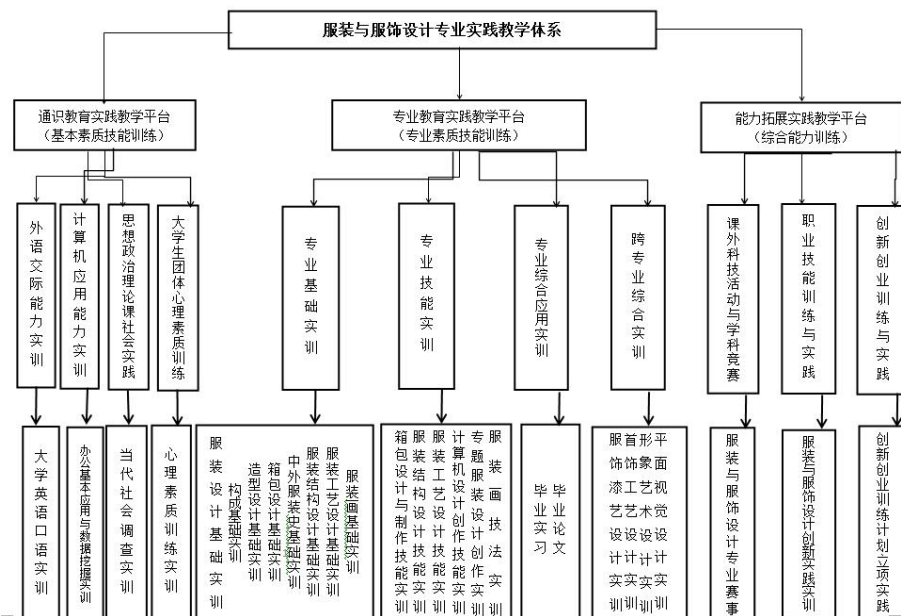 服装与服饰设计专业实践教学体系
通识教育实践教学平台
（基本素质技能训练）
专业教育实践教学平台
（专业素质技能训练）
能力拓展实践教学平台
（综合能力训练）
外语交际能力实训
计算机应用能力实训
思想政治理论课社会实践
大学生团体心理素质训练
专业基础实训
专业技能实训
专业综合应用实训
跨专业综合实训
课外科技活动与学科竞赛
职业技能训练与实践
创新创业训练与实践
大学英语口语实训
办公基本应用与数据挖掘实训
当代社会调查实训
心理素质训练实训
服装设计基础实训
构成基础实训
造型设计基础实训
箱包设计基础实训
中外服装史基础实训
服装结构设计基础实训
服装工艺设计基础实训
服装画基础实训
箱包设计与制作技能实训
服装结构设计技能实训
服装工艺设计技能实训
计算机设计创作技能实训
专题服装设计创作实训
服装画技法实训
毕业实习
毕业论文
服饰漆艺设计实训
首饰工艺设计实训
形象艺术设计实训
平面视觉设计实训
服装与服饰设计专业赛事
服装与服饰设计创新实践实训
创新创业训练计划立项实践